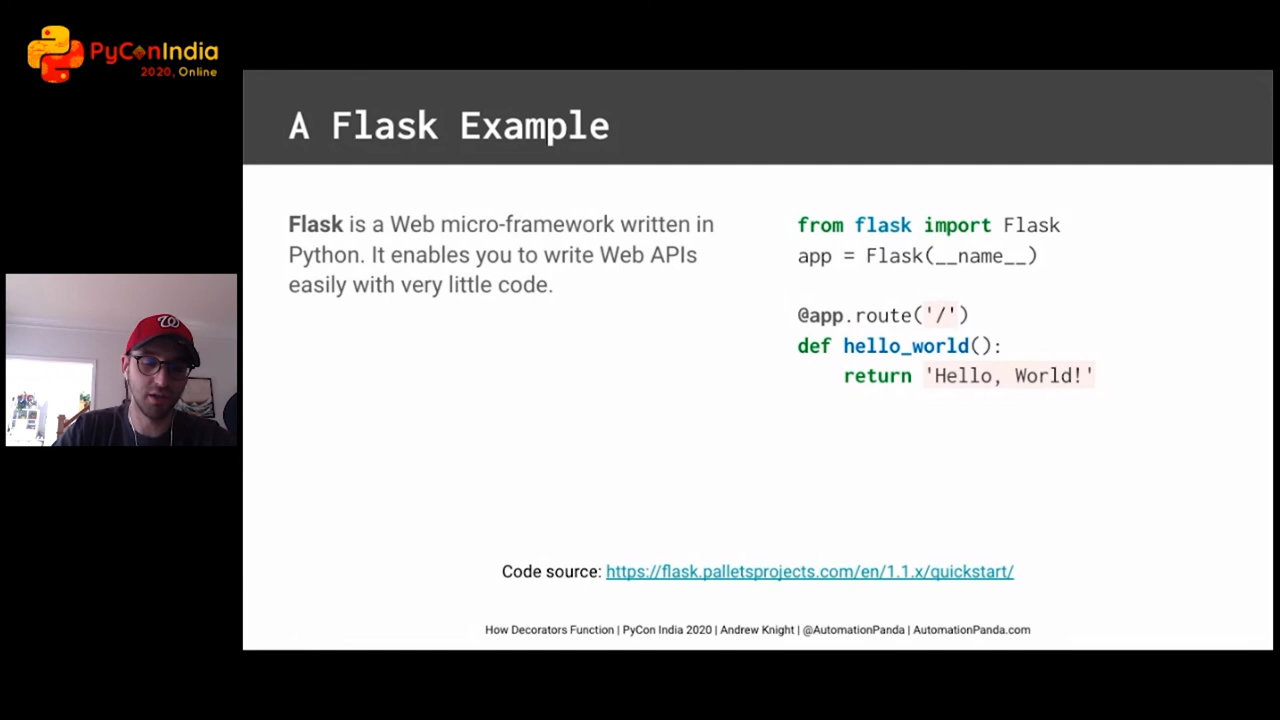 PyConIndia
2020, Online
A Flask Example
Flask is a Web micro-framework written in
Python. It enables you to write Web APIs
easily with very little code.
from flask import Flask
app = Flask(__name__)
@app.route('/')
def hello_world():
return 'Hello, World!'
Code source: https://flask.palletsprojects.com/en/1.1.x/quickstart/
How Decorators Function | PyCon India 2020 | Andrew Knight | @AutomationPanda | AutomationPanda.com
W